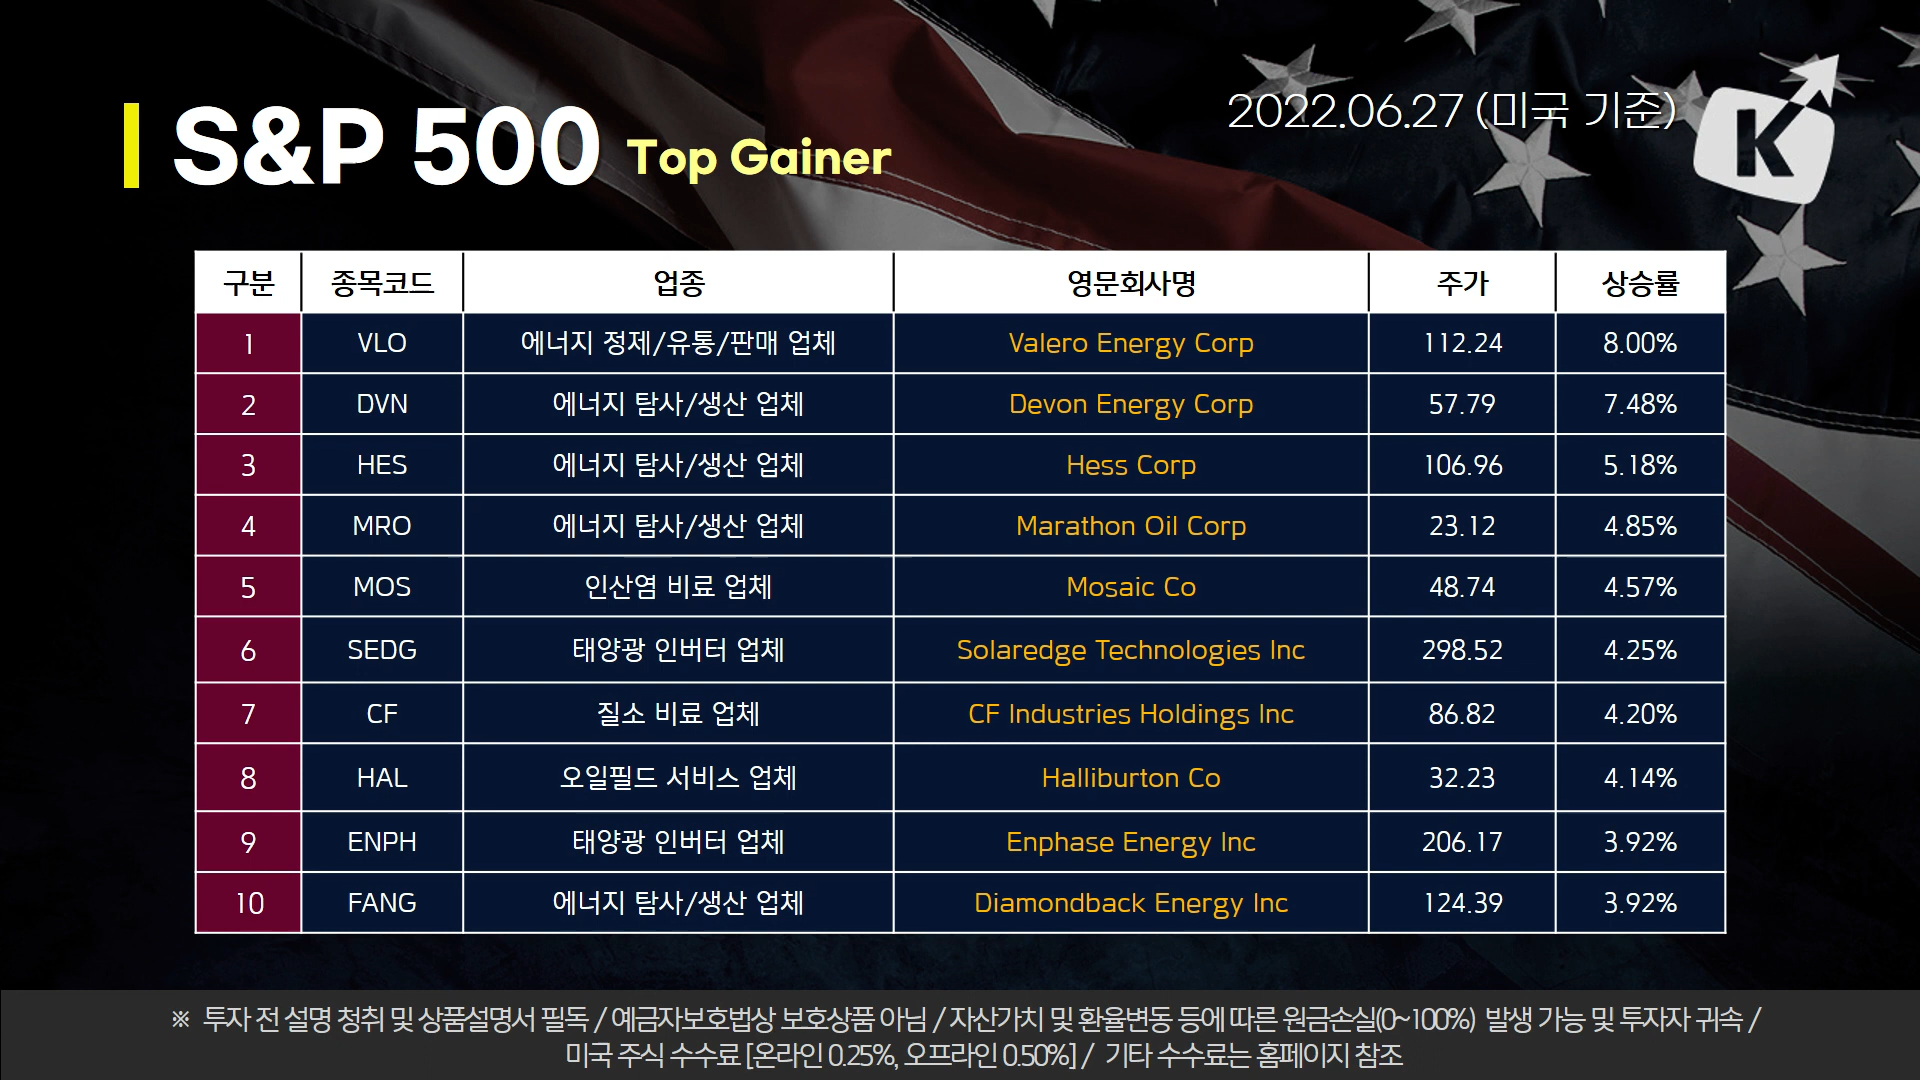 S&P 500 Top Gainer
2022.06.27 (미국 기준)
K
구분 종목코드 업종 영문회사명 주가 상승률
1 VLO 에너지 정제/유통/판매 업체 Valero Energy Corp 112.24 8.00%
2 DVN 에너지 탐사/생산 업체 Devon Energy Corp 57.79 7.48%
3 HES 에너지 탐사/생산 업체 Hess Corp 106.96 5.18%
4 MRO 에너지 탐사/생산 업체 Marathon Oil Corp 23.12 4.85%
5 MOS 인산염 비료 업체 Mosaic Co 48.74 4.57%
6 SEDG 태양광 인버터 업체 Solaredge Technologies Inc 298.52 4.25%
7 CF 질소 비료 업체 CF Industries Holdings Inc 86.82 4.20%
8 HAL 오일필드 서비스 업체 Halliburton Co 32.23 4.14%
9 ENPH 태양광 인버터 업체 Enphase Energy Inc 206.17 3.92%
10 FANG 에너지 탐사/생산 업체 Diamondback Energy Inc 124.39 3.92%
※ 투자 전 설명 청취 및 상품설명서 필독 / 예금자보호법상 보호상품 아님 / 자산가치 및 환율변동 등에 따른 원금손실(0~100%) 발생 가능 및 투자자 귀속 /
미국 주식 수수료 [온라인 0.25%, 오프라인 0.50%] / 기타 수수료는 홈페이지 참조